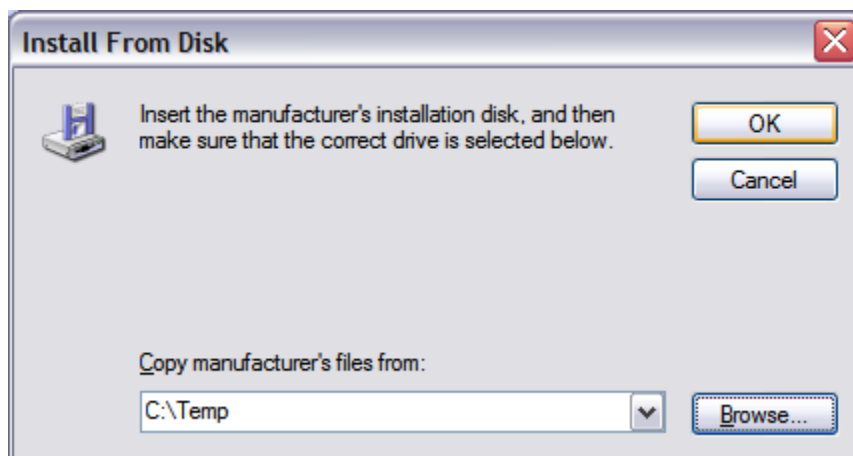 Install From Disk
Insert the manufacturer's installation disk, and then
make sure that the correct drive is selected below.
OK
Cancel
Copy manufacturer's files from:
C:\Temp
Browse...